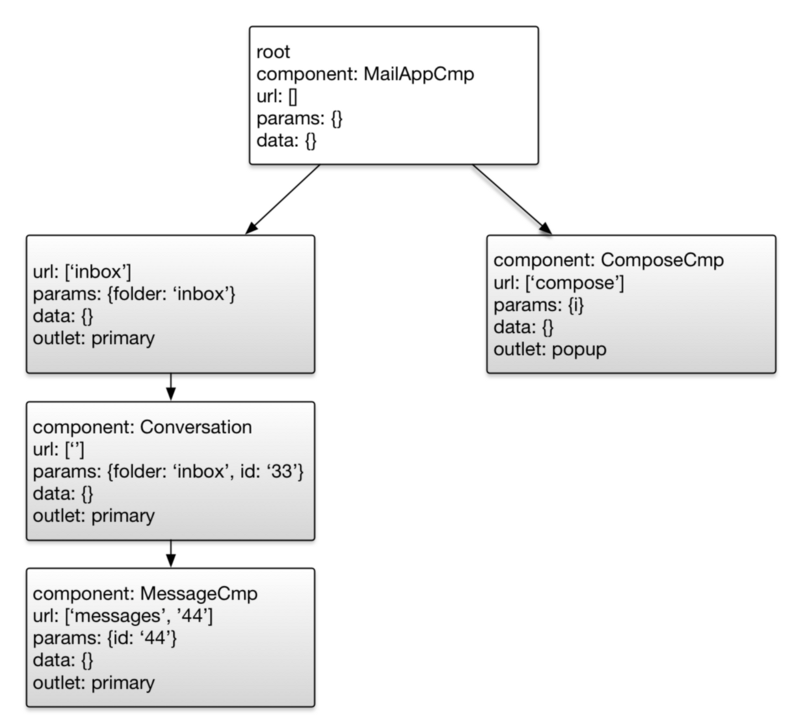 root
component: MailAppCmp
url: []
params: {}
data: {}
url: [‘inbox’]
params: {folder: ‘inbox’}
data: {}
outlet: primary
component: ComposeCmp
url: [‘compose’]
params: {i}
data: {}
outlet: popup
component: Conversation
url: [‘’]
params: {folder: ‘inbox’, id: ‘33’}
data: {}
outlet: primary
component: MessageCmp
url: [‘messages’, ’44’]
params: {id: ‘44’}
data: {}
outlet: primary